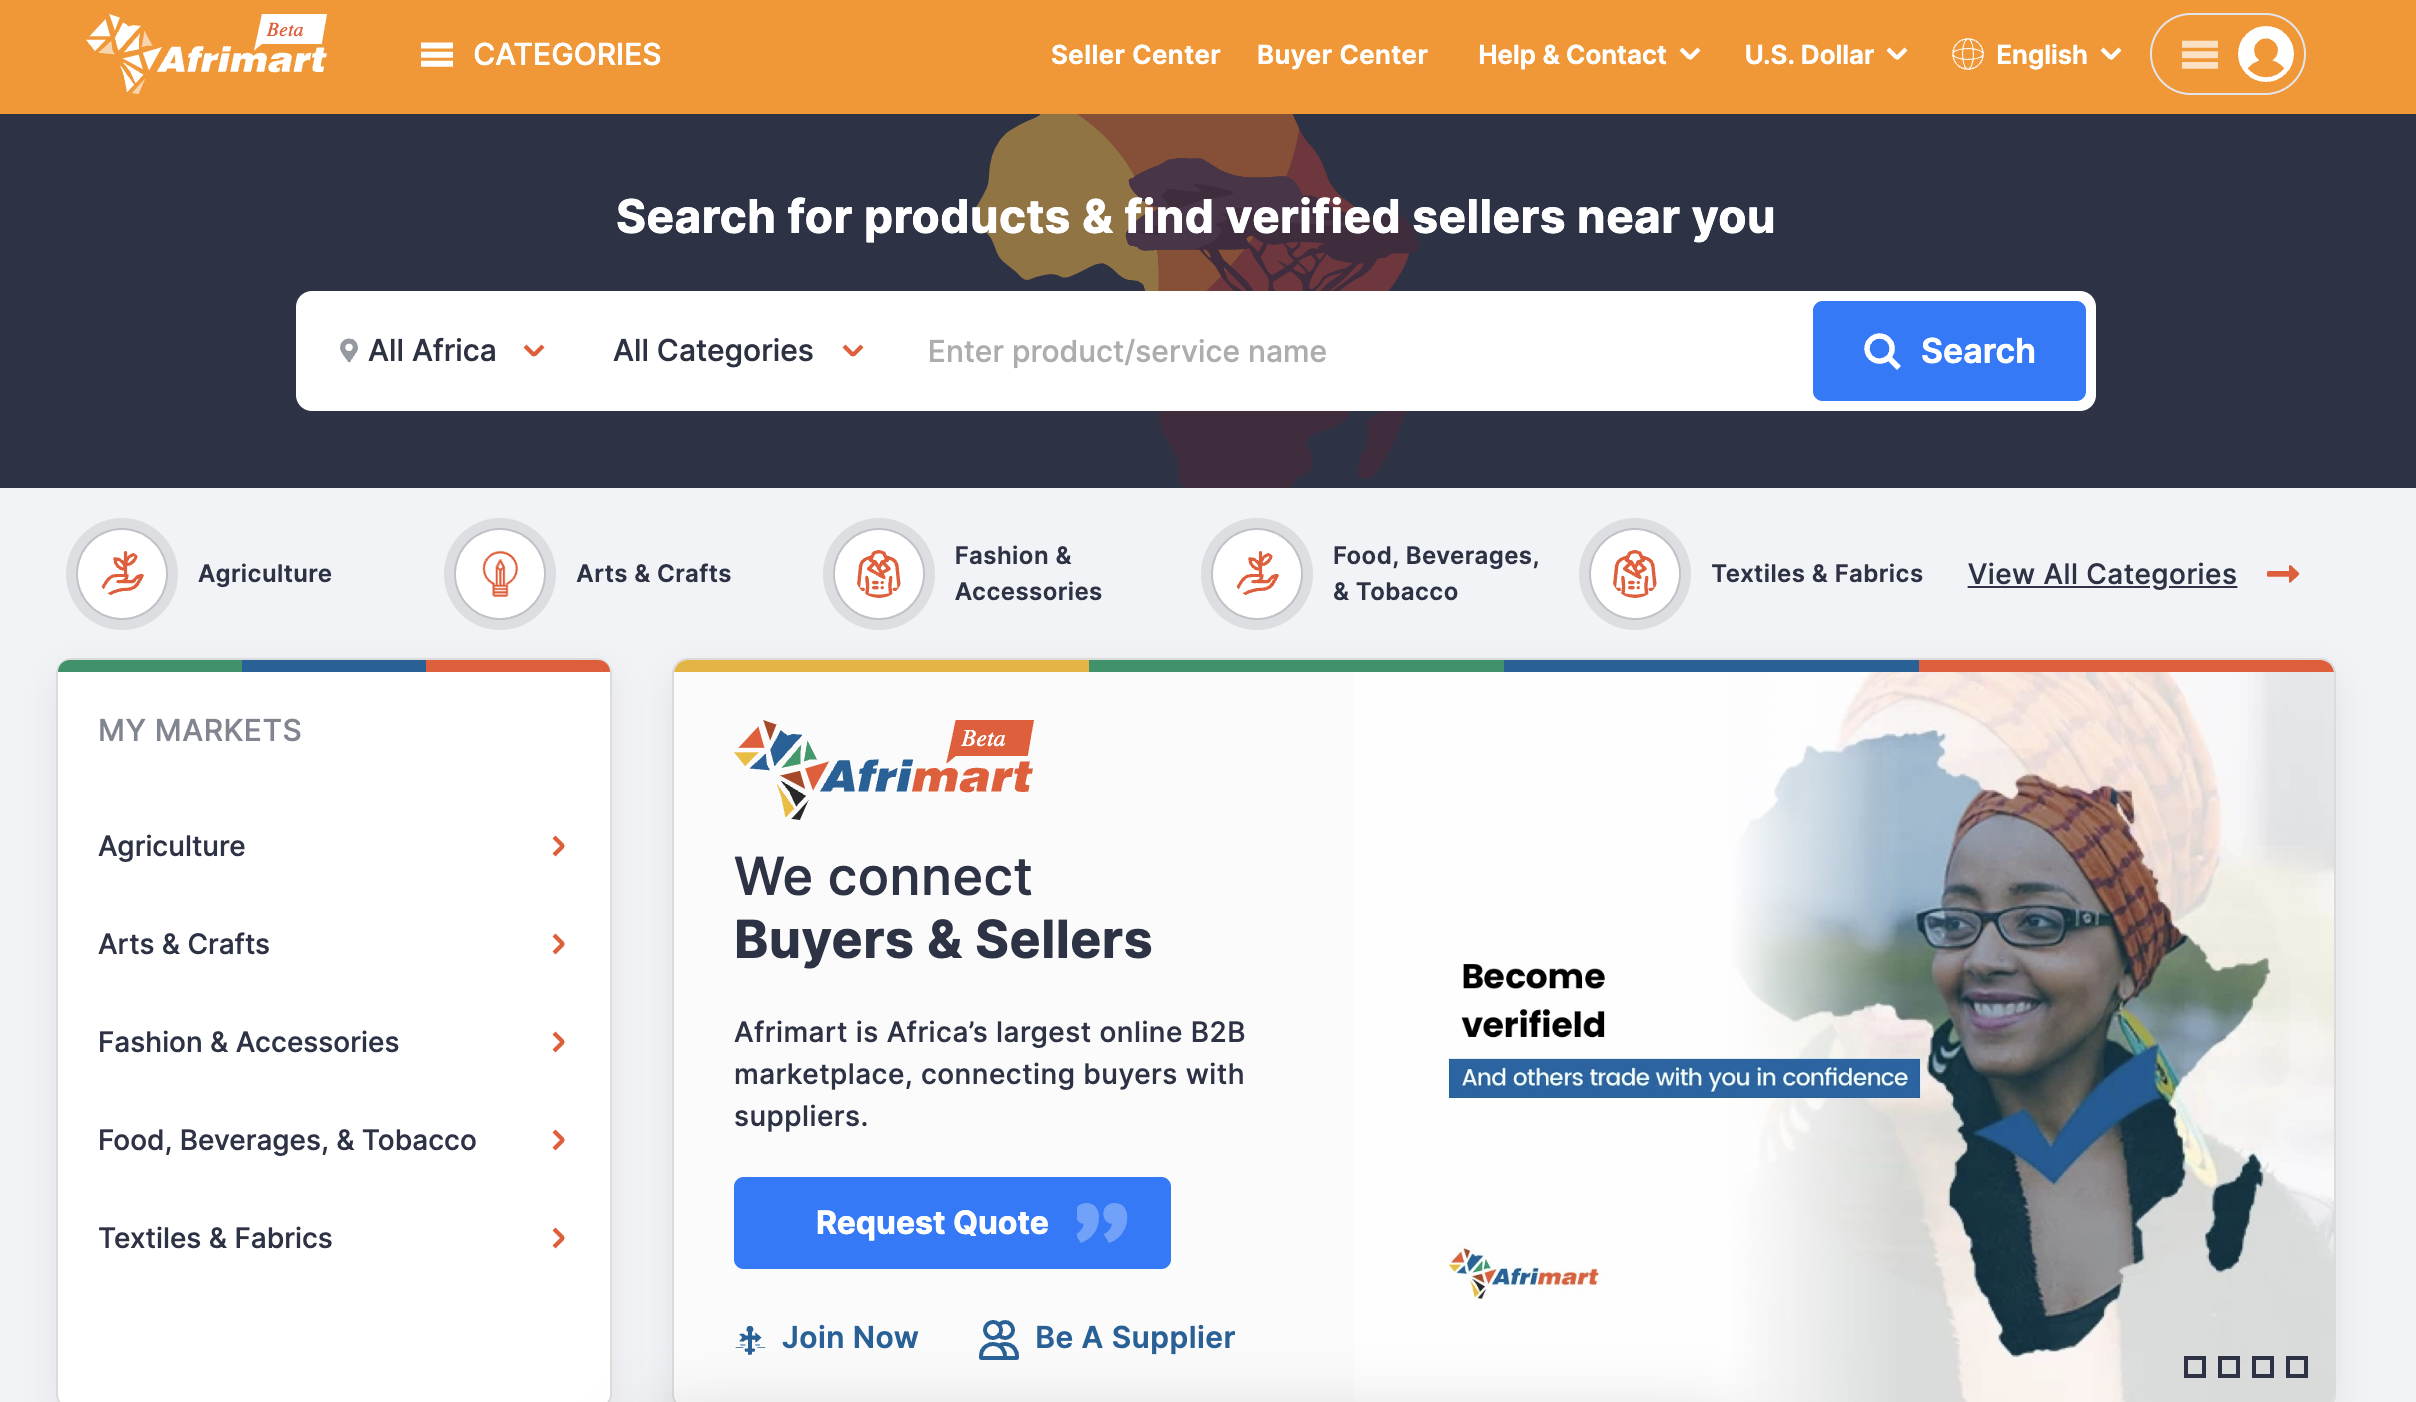 Beta
Afrimart
CATEGORIES
Seller Center
Buyer Center
Help & Contact
U.S. Dollar
English
Search for products & find verified sellers near you
All Africa
All Categories
Enter product/service name
Search
Agriculture
Arts & Crafts
Fashion &
Accessories
Food, Beverages,
& Tobacco
Textiles & Fabrics
View All Categories
MY MARKETS
Agriculture
Arts & Crafts
Fashion & Accessories
Food, Beverages, & Tobacco
Textiles & Fabrics
Beta
Afrimart
We connect
Buyers & Sellers
Afrimart is Africa’s largest online B2B
marketplace, connecting buyers with
suppliers.
Request Quote
Join Now
Be A Supplier
Become
verifield
And others trade with you in confidence
Afrimart